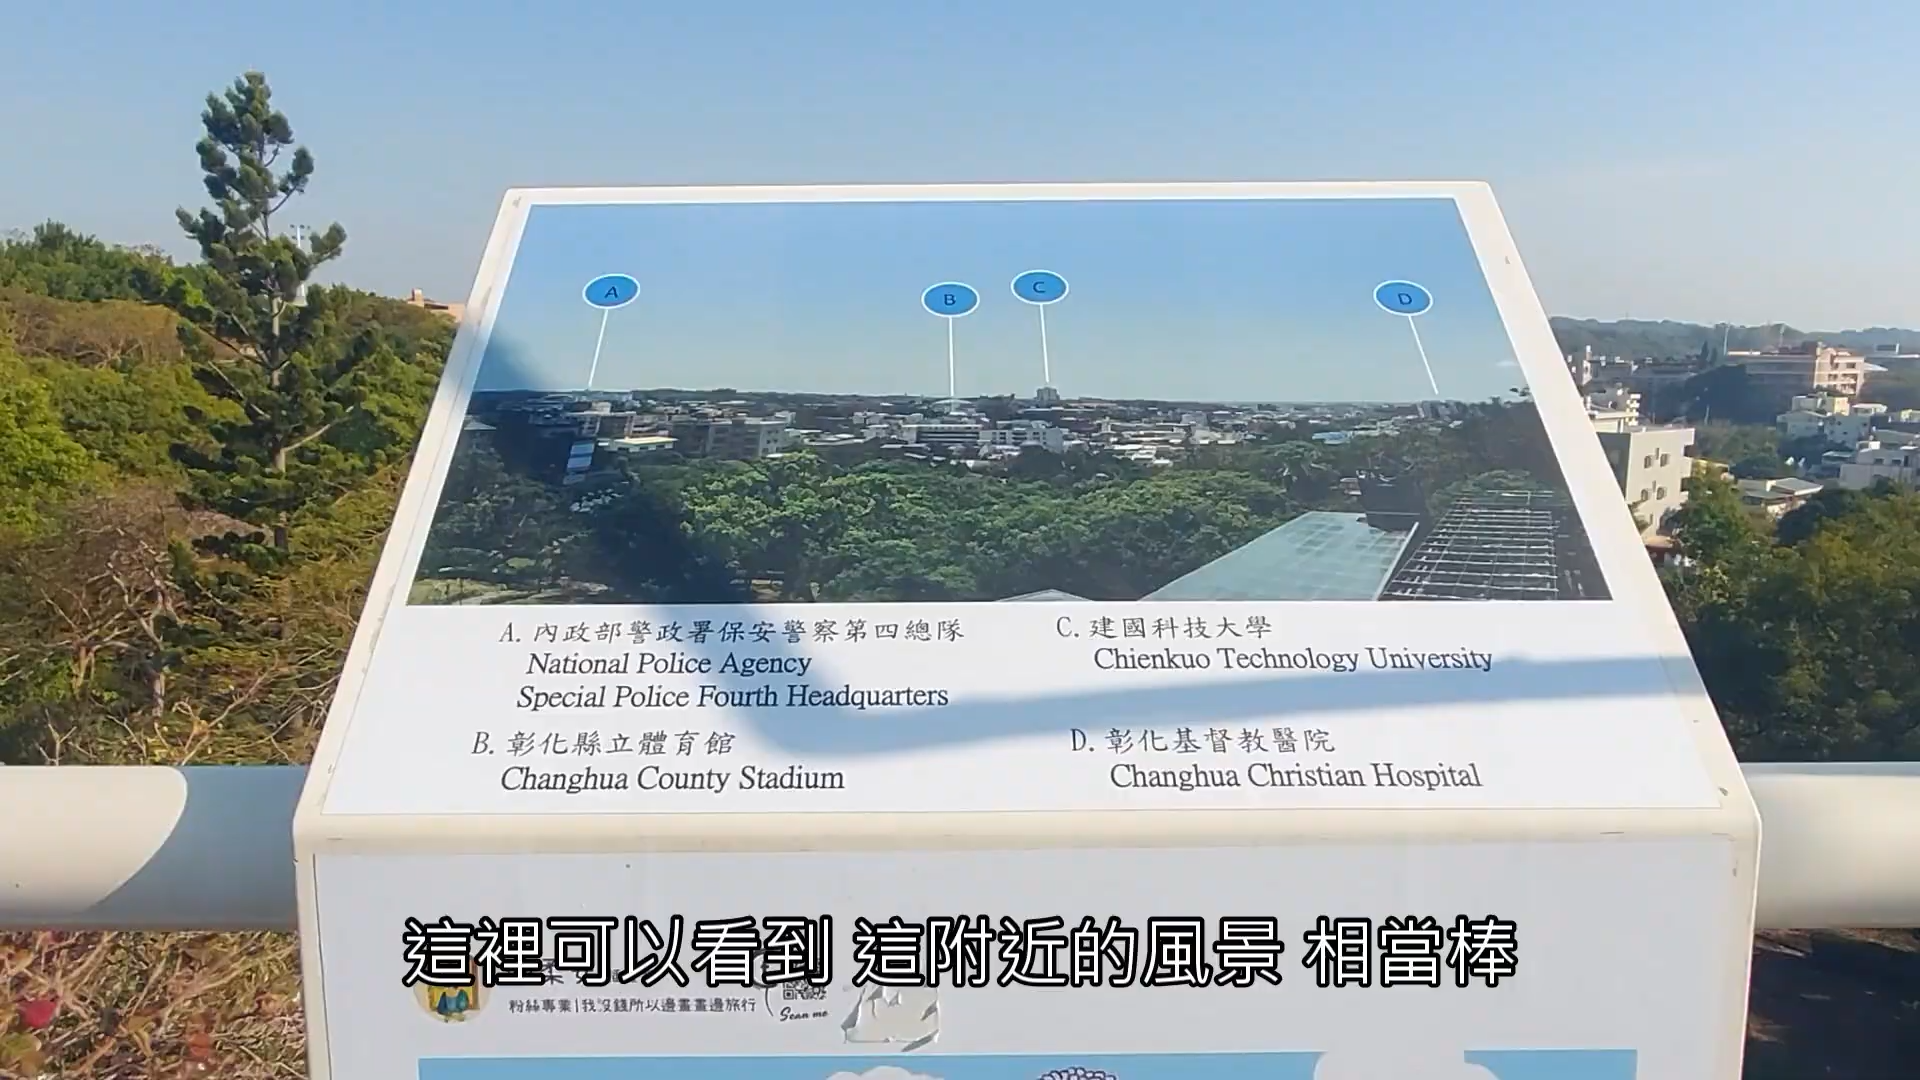 A
B
C
D
A. 內政部警政署保安警察第四總隊
National Police Agency
Special Police Fourth Headquarters
B. 彰化縣立體育館
Changhua County Stadium
C. 建國科技大學
Chienkuo Technology University
D. 彰化基督教醫院
Changhua Christian Hospital
這裡可以看到 這附近的風景 相當棒
粉絲專業|我沒錢所以邊畫畫邊旅行
Scan me